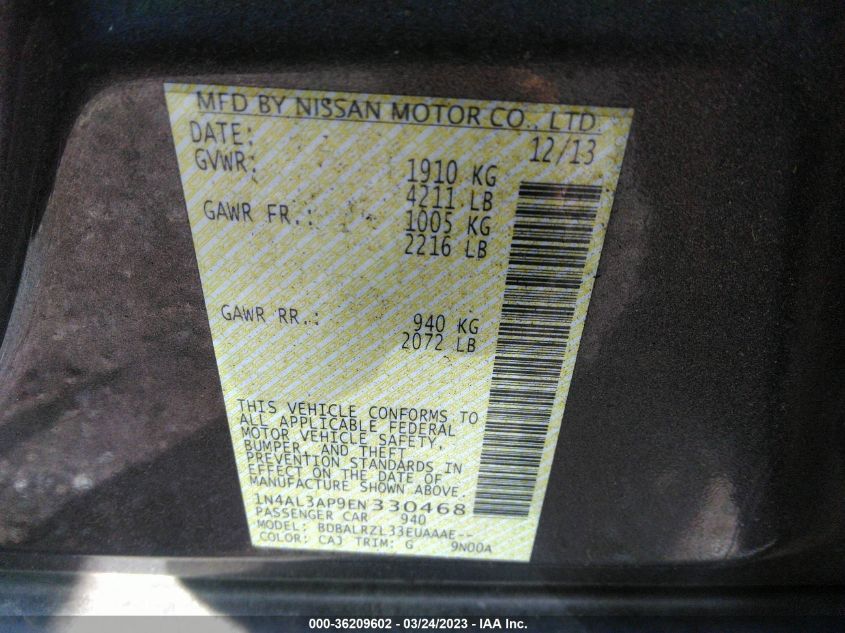 MFD BY NISSAN MOTOR CO., LTD.
DATE: 12/13
GVWR: 1910 KG
4211 LB
GAWR FR.: 1005 KG
2216 LB
GAWR RR.: 940 KG
2072 LB
THIS VEHICLE CONFORMS TO
ALL APPLICABLE FEDERAL
MOTOR VEHICLE SAFETY,
BUMPER, AND THEFT
PREVENTION STANDARDS IN
EFFECT ON THE DATE OF
MANUFACTURE SHOWN ABOVE.
1N4AL3AP9EN330468
PASSENGER CAR 940
MODEL: BDBALRZL33EUAAAE--
COLOR: CAJ TRIM: G 9N00A
000-36209602 - 03/24/2023 - IAA Inc.